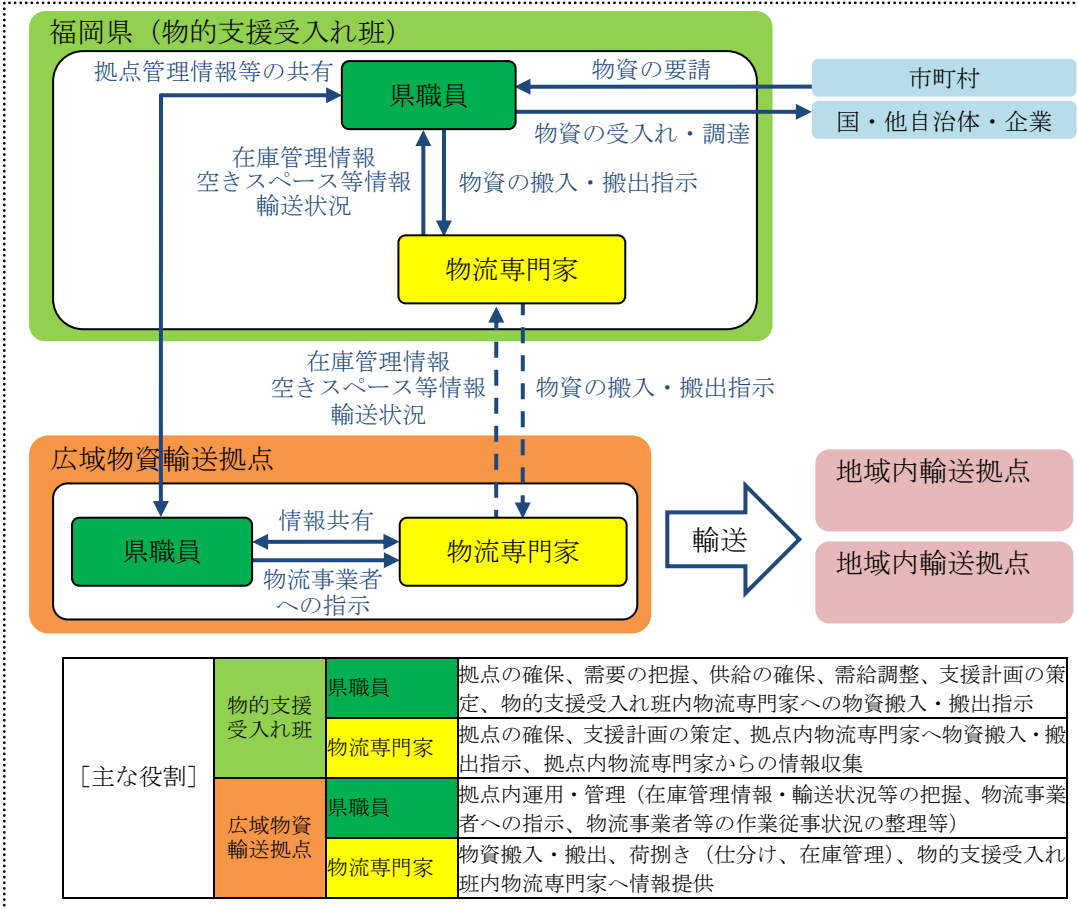 福岡県（物的支援受入れ班）
拠点管理情報等の共有
県職員
物資の要請
市町村
国・他自治体・企業
物資の受入れ・調達
在庫管理情報
空きスペース等情報
輸送状況
物資の搬入・搬出指示
物流専門家
在庫管理情報
空きスペース等情報
輸送状況
物資の搬入・搬出指示
広域物資輸送拠点
県職員
情報共有
物流事業者
への指示
物流専門家
輸送
地域内輸送拠点
地域内輸送拠点
［主な役割］
物的支援
受入れ班
県職員
拠点の確保、需要の把握、供給の確保、需給調整、支援計画の策
定、物的支援受入れ班内物流専門家への物資搬入・搬出指示
物流専門家
拠点の確保、支援計画の策定、拠点内物流専門家へ物資搬入・搬
出指示、拠点内物流専門家からの情報収集
広域物資
輸送拠点
県職員
拠点内運用・管理（在庫管理情報・輸送状況等の把握、物流事業
者への指示、物流事業者等の作業従事状況の整理等）
物流専門家
物資搬入・搬出、荷捌き（仕分け、在庫管理）、物的支援受入れ
班内物流専門家へ情報提供